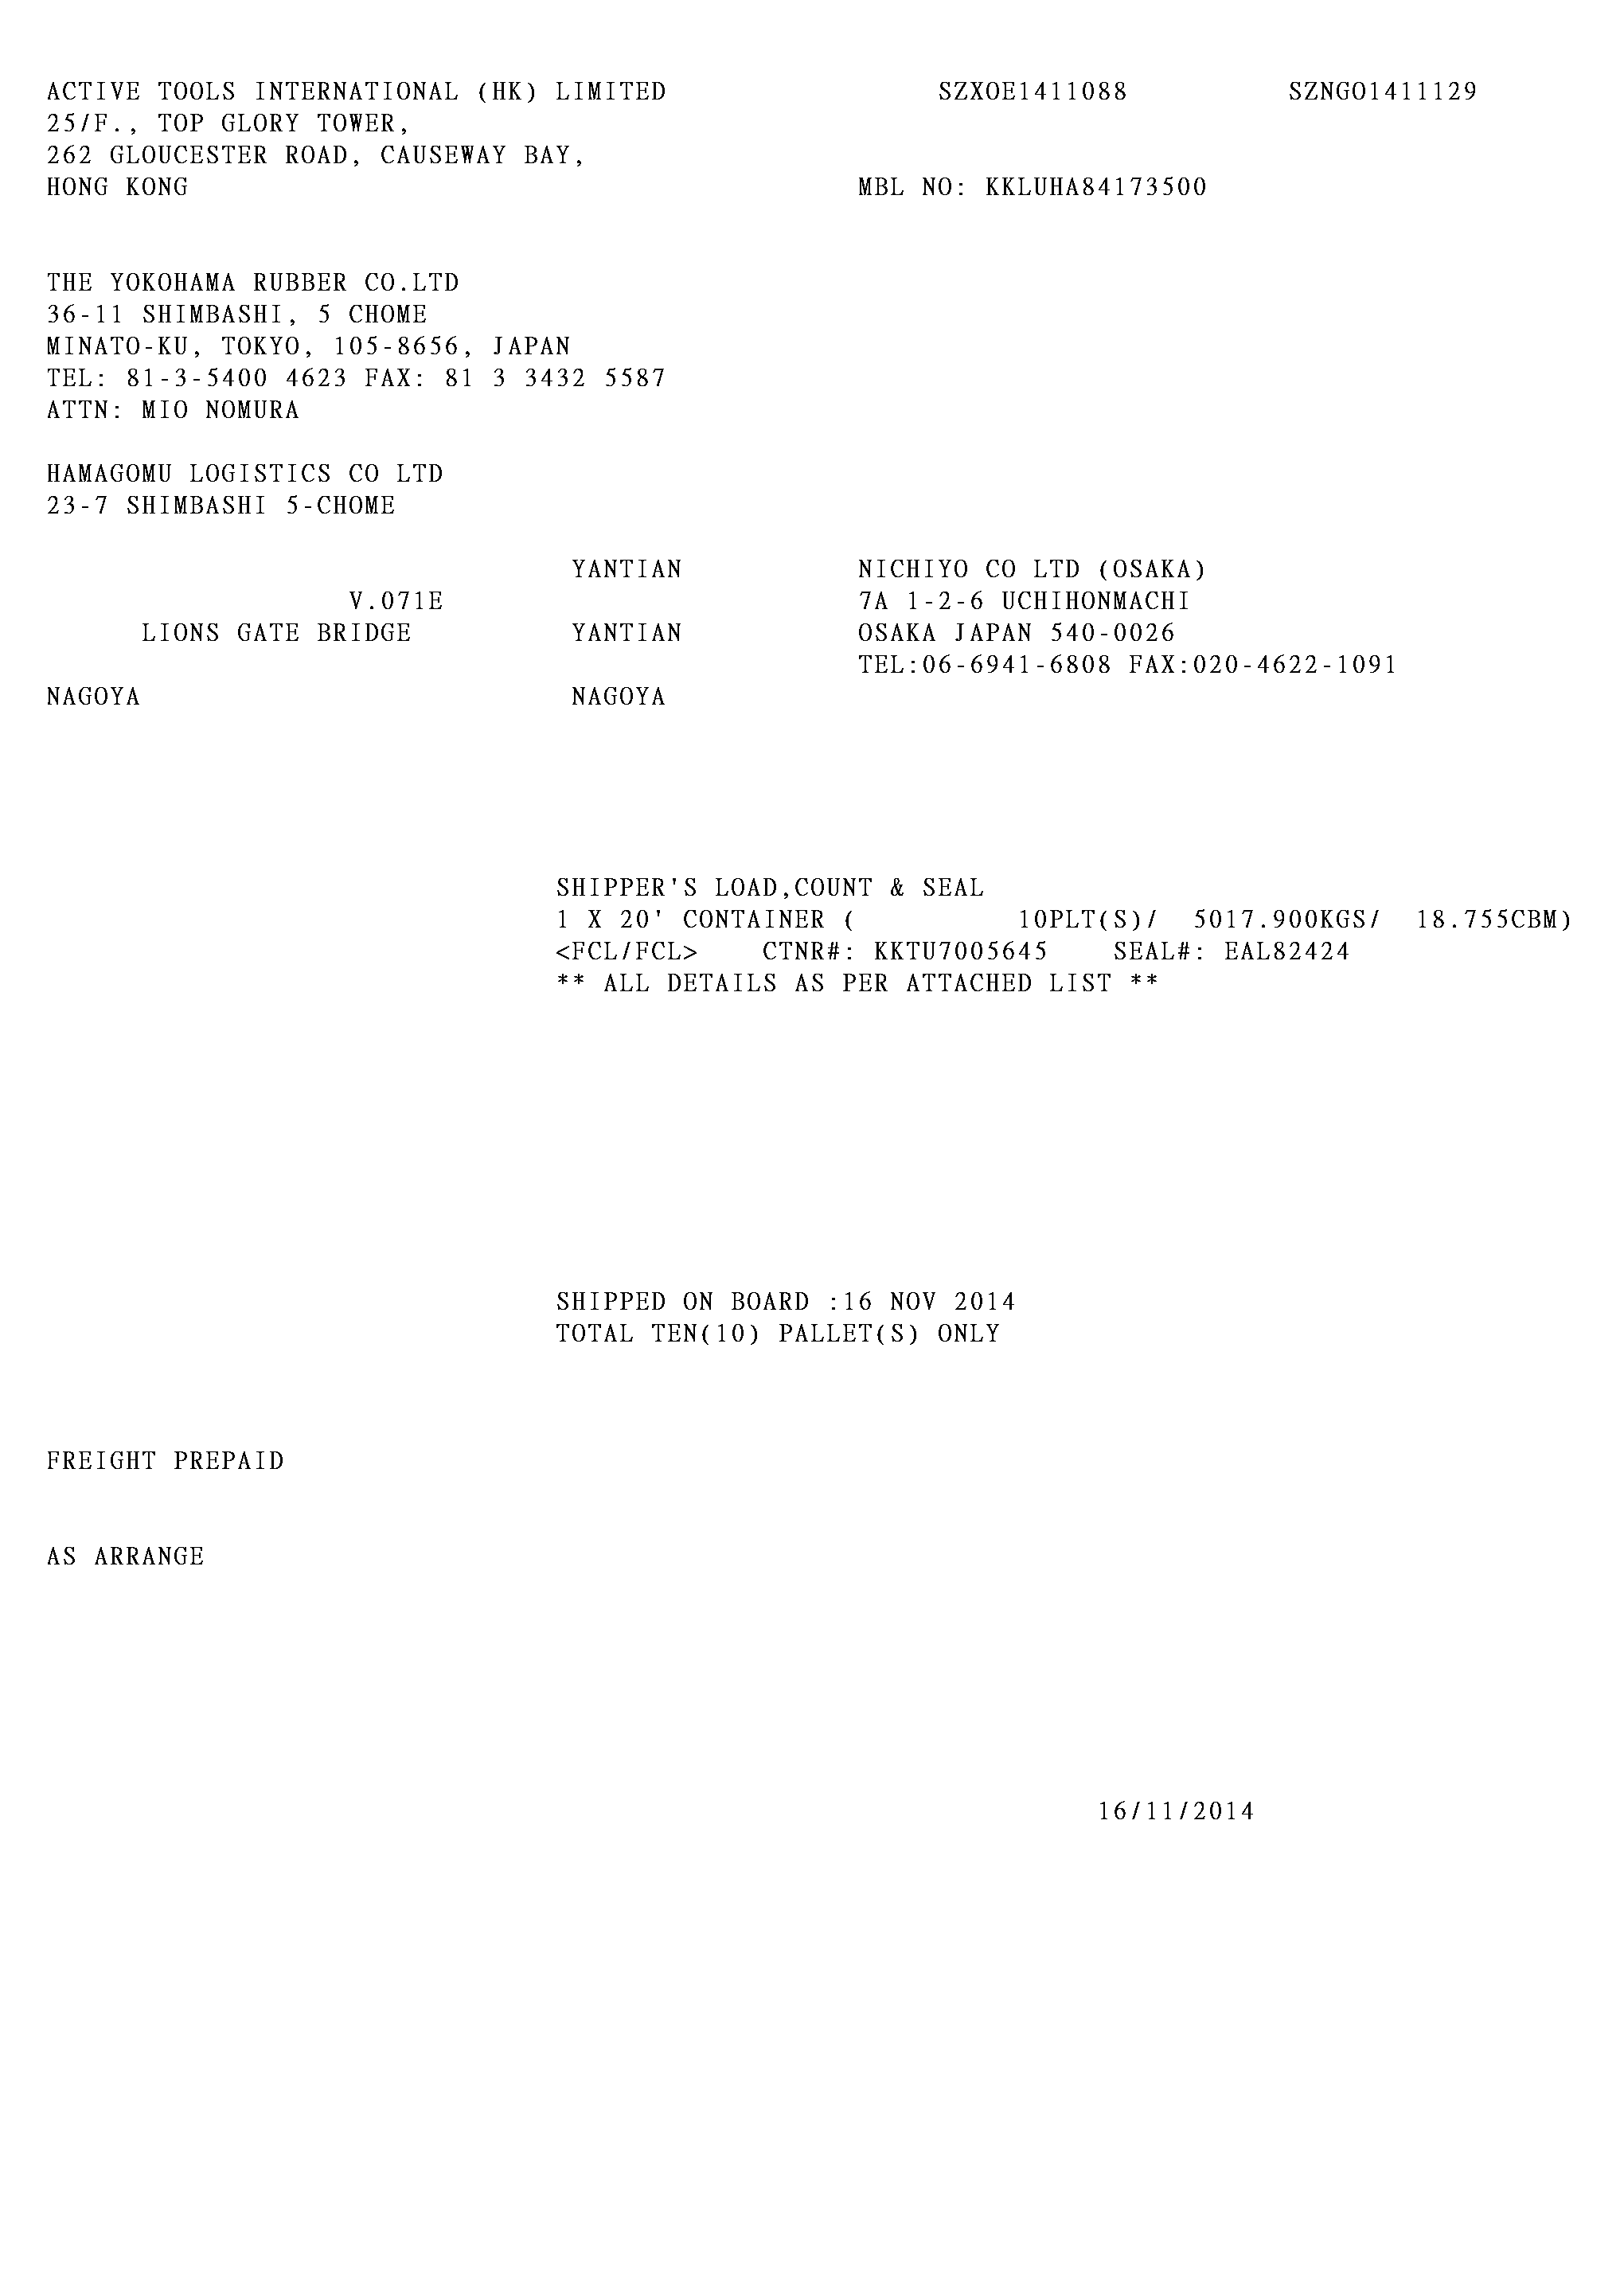 ACTIVE TOOLS INTERNATIONAL (HK) LIMITED SZXOE1411088 SZNGO1411129
25/F., TOP GLORY TOWER,
262 GLOUCESTER ROAD, CAUSEWAY BAY,
HONG KONG MBL NO: KKLUHA84173500
THE YOKOHAMA RUBBER CO.LTD
36-11 SHIMBASHI, 5 CHOME
MINATO-KU, TOKYO, 105-8656, JAPAN
TEL: 81-3-5400 4623 FAX: 81 3 3432 5587
ATTN: MIO NOMURA
HAMAGOMU LOGISTICS CO LTD
23-7 SHIMBASHI 5-CHOME
YANTIAN NICHIYO CO LTD (OSAKA)
V.071E 7A 1-2-6 UCHIHONMACHI
LIONS GATE BRIDGE YANTIAN OSAKA JAPAN 540-0026
TEL:06-6941-6808 FAX:020-4622-1091
NAGOYA NAGOYA
SHIPPER'S LOAD,COUNT & SEAL
1 X 20' CONTAINER ( 10PLT(S)/ 5017.900KGS/ 18.755CBM)
<FCL/FCL> CTNR#: KKTU7005645 SEAL#: EAL82424
** ALL DETAILS AS PER ATTACHED LIST **
SHIPPED ON BOARD :16 NOV 2014
TOTAL TEN(10) PALLET(S) ONLY
FREIGHT PREPAID
AS ARRANGE
16/11/2014